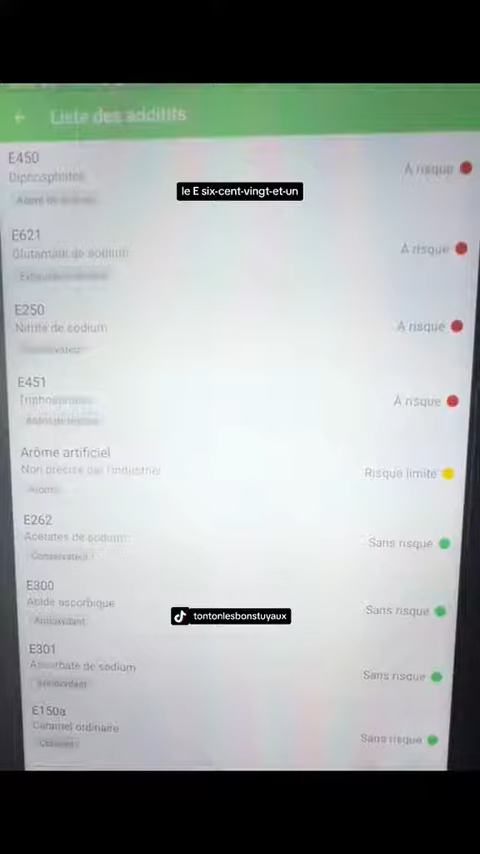 Liste des additifs
E450
Diphosphates
À risque
le E six-cent-vingt-et-un
E621
Glutamate de sodium
À risque
E250
Nitrite de sodium
Conservateur
À risque
E451
Triphosphates
À risque
Arôme artificiel
Non précisé par l'industriel
Arôme
Risque limité
E262
Acétates de sodium
Conservateur
Sans risque
E300
Acide ascorbique
Antioxydant
Sans risque
tontonlesbonstuyaux
E301
Ascorbate de sodium
Antioxydant
Sans risque
E150a
Caramel ordinaire
Colorant
Sans risque